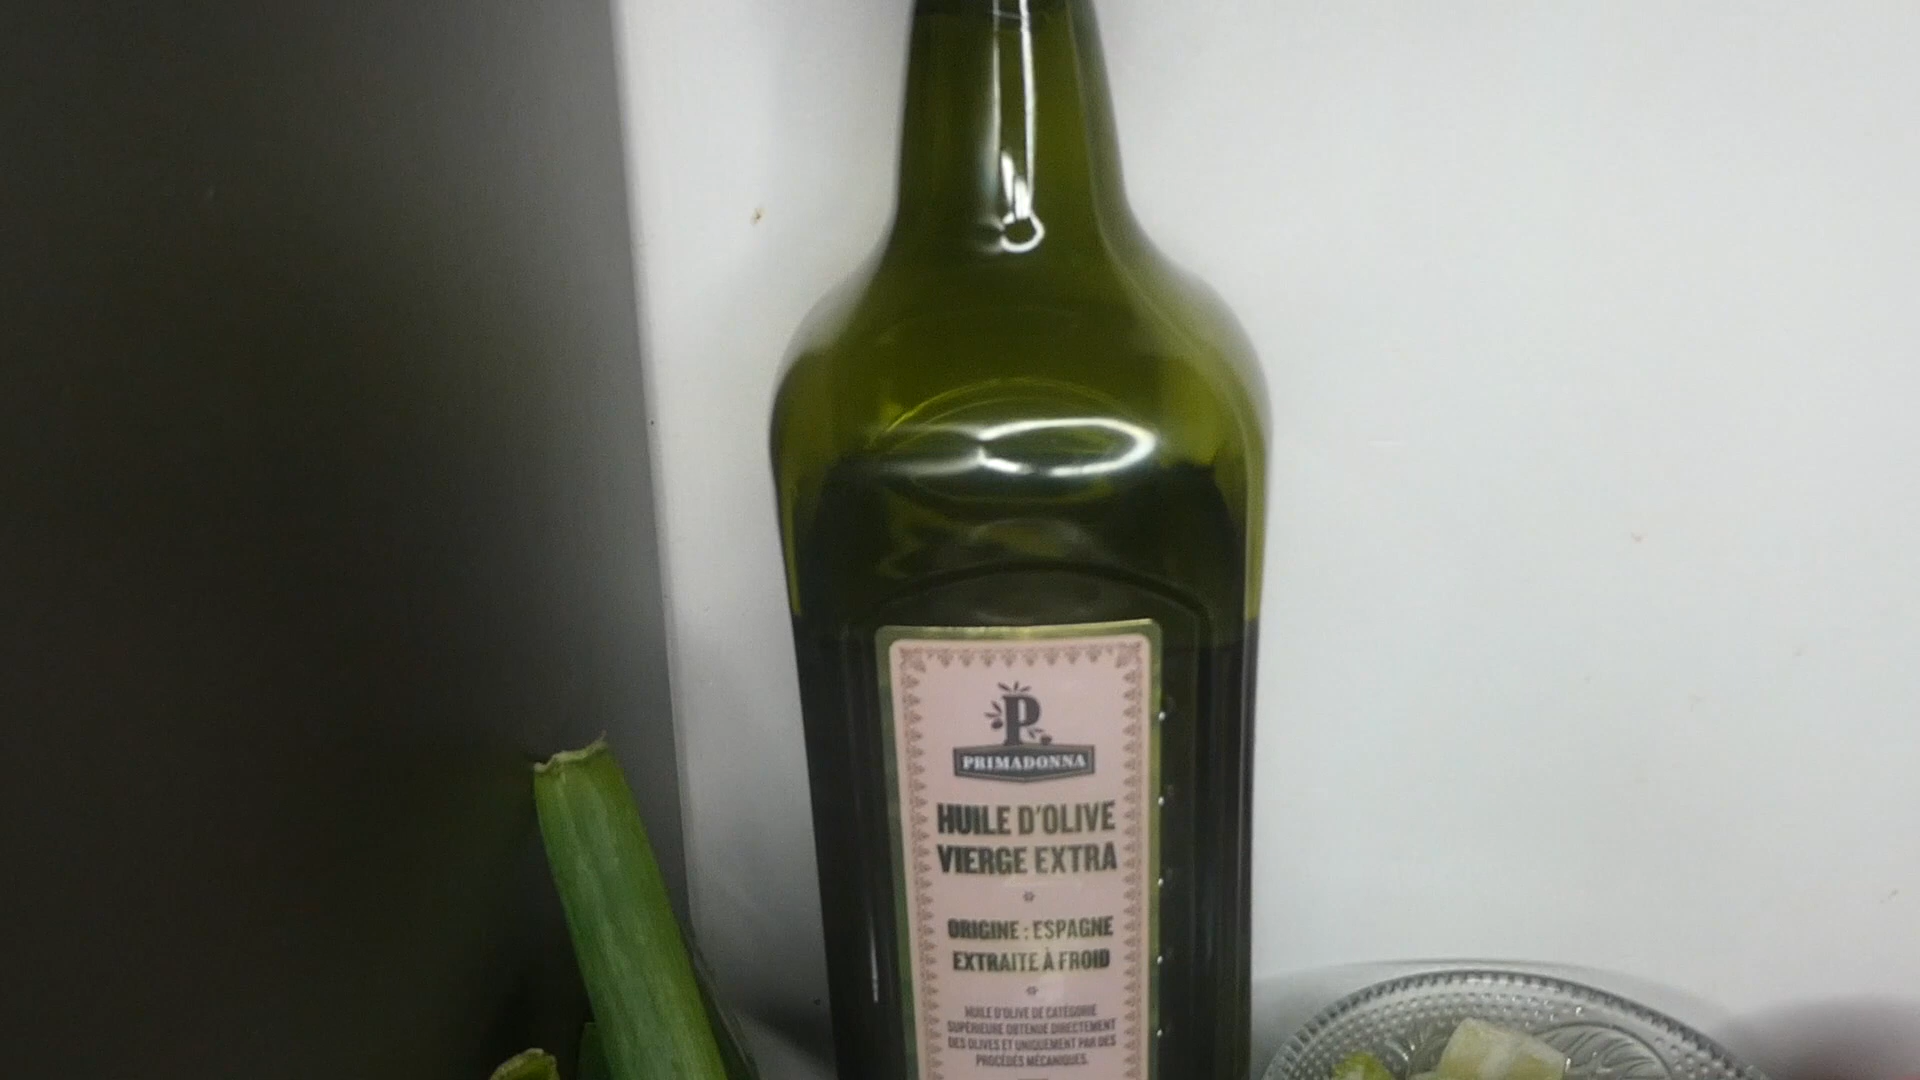 P
PRIMADONNA
HUILE D'OLIVE
VIERGE EXTRA
ORIGINE : ESPAGNE
EXTRAITE À FROID
HUILE D'OLIVE DE CATÉGORIE
SUPÉRIEURE OBTENUE DIRECTEMENT
DES OLIVES ET UNIQUEMENT PAR DES
PROCÉDÉS MÉCANIQUES.